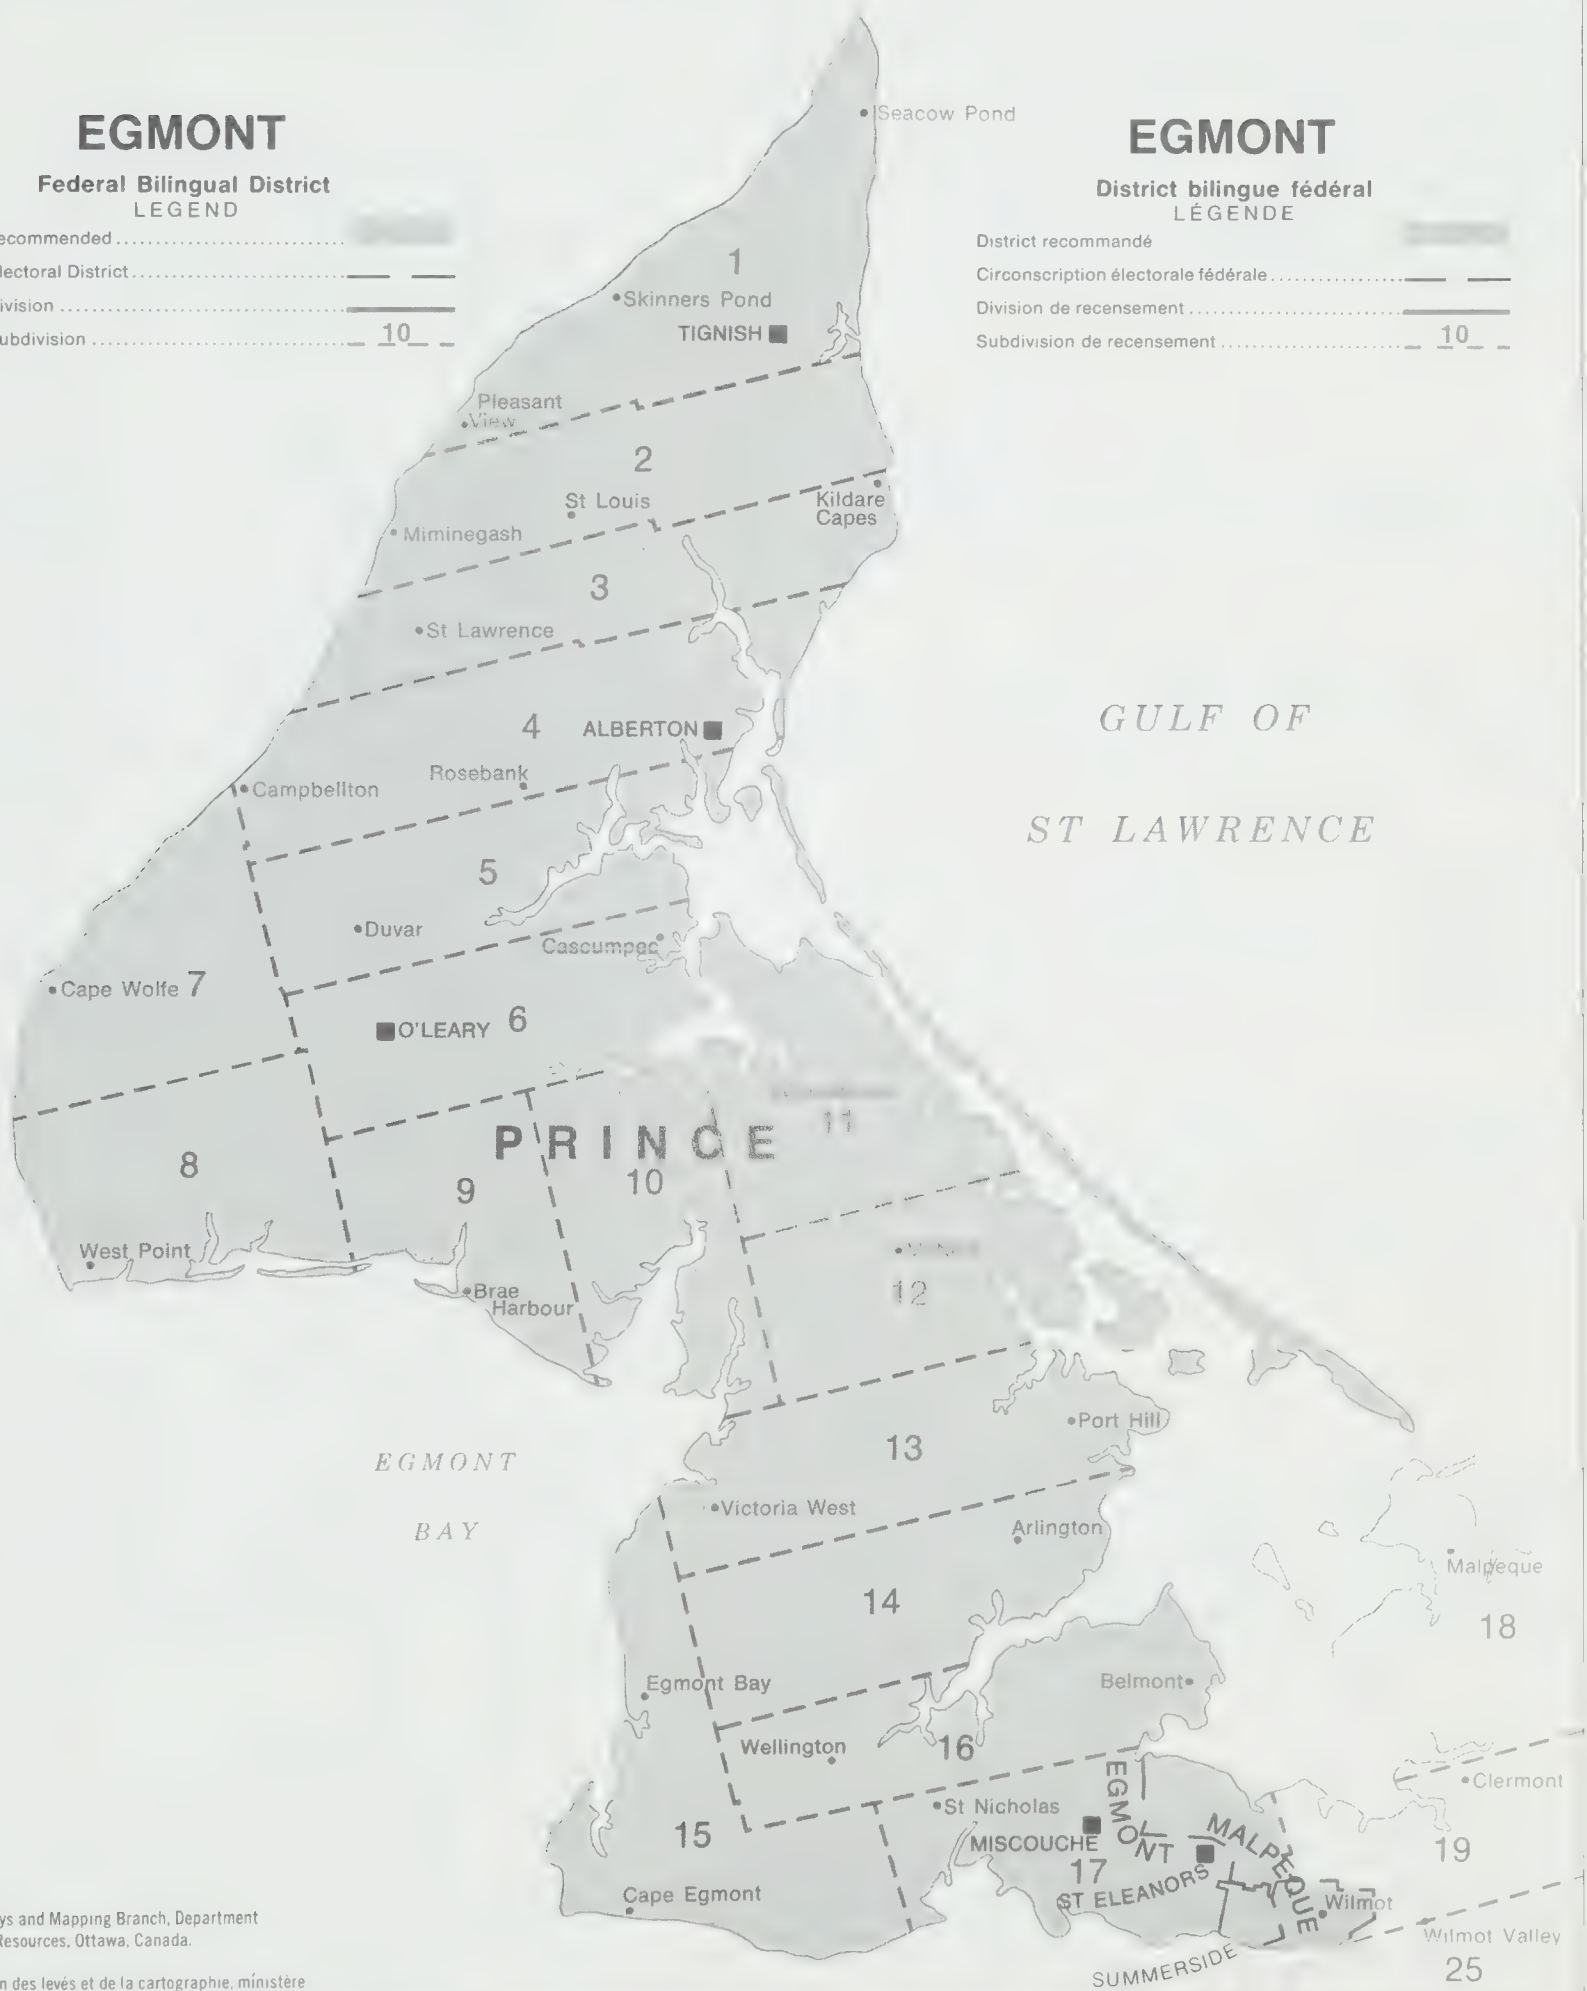 EGMONT
Federal Bilingual District
LEGEND
ecommended
lectoral District
ivision
ubdivision
10
EGMONT
District bilingue fédéral
LÉGENDE
District recommandé
Circonscription électorale fédérale
Division de recensement
Subdivision de recensement
10
Seacow Pond
1
Skinners Pond
TIGNISH
Pleasant
View
2
St Louis
Kildare
Capes
Miminegash
3
St Lawrence
4
ALBERTON
GULF OF
ST LAWRENCE
Rosebank
Campbellton
5
Duvar
Cascumpec
Cape Wolfe
7
O'LEARY
6
11
PRINCE
8
9
10
West Point
12
Brae
Harbour
Port Hill
13
EGMONT
BAY
Victoria West
Arlington
Malpeque
14
18
Egmont Bay
Belmont
Wellington
16
EGMONT
Clermont
St Nicholas
MALPEQUE
15
MISCOUCHE
17
19
ST ELEANORS
Cape Egmont
Wilmot
Wilmot Valley
SUMMERSIDE
25
ys and Mapping Branch, Department
Resources, Ottawa, Canada.
n des levés et de la cartographie, ministère